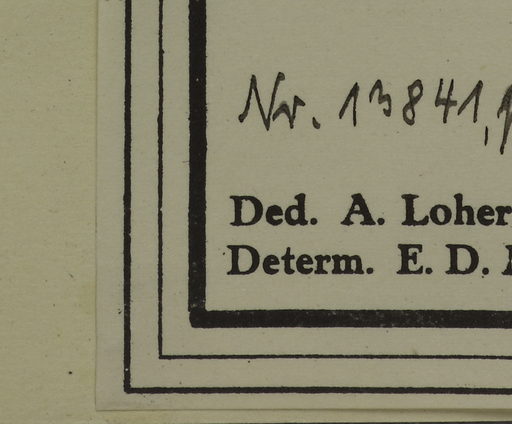 Nr. 13841,
Ded. A. Loher
Determ. E. D.